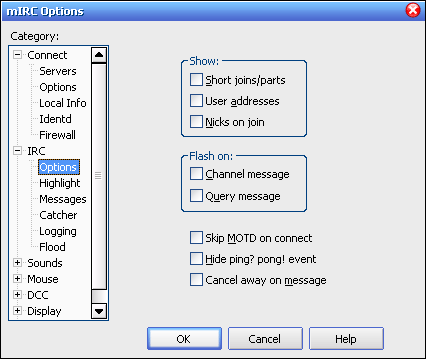 mIRC Options
Category:
Connect
Servers
Options
Local Info
Identd
Firewall
IRC
Options
Highlight
Messages
Catcher
Logging
Flood
Sounds
Mouse
DCC
Display
Show:
Short joins/parts
User addresses
Nicks on join
Flash on:
Channel message
Query message
Skip MOTD on connect
Hide ping? pong! event
Cancel away on message
OK
Cancel
Help